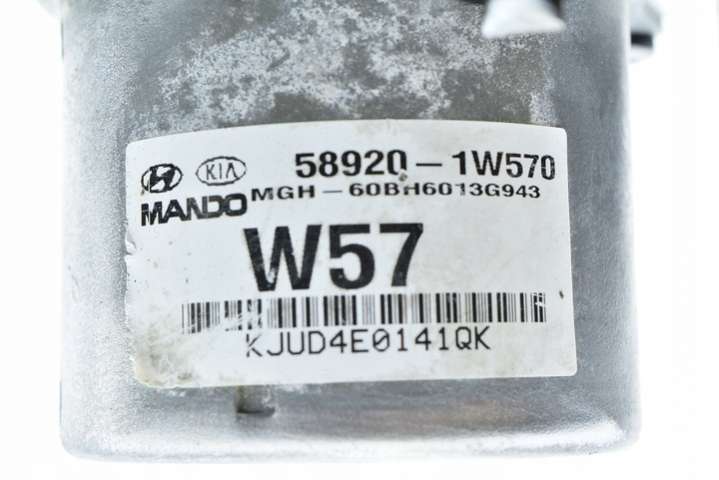 KIA 58920-1W570
MANDO MGH-60BH6013G943
W57
KJUD4E0141QK